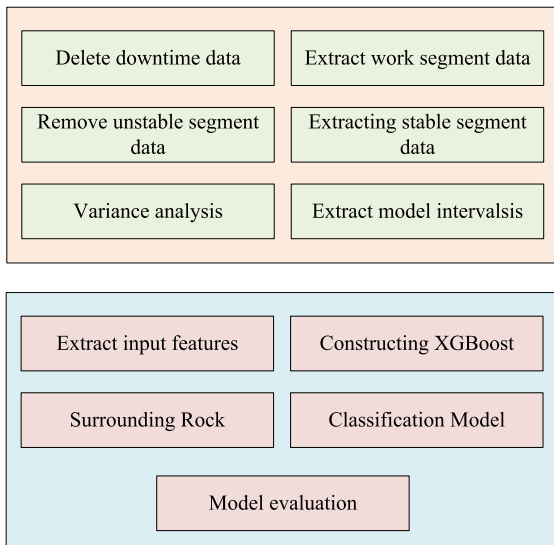 Delete downtime data
Extract work segment data
Remove unstable segment
data
Extracting stable segment
data
Variance analysis
Extract model intervalsis
Extract input features
Constructing XGBoost
Surrounding Rock
Classification Model
Model evaluation